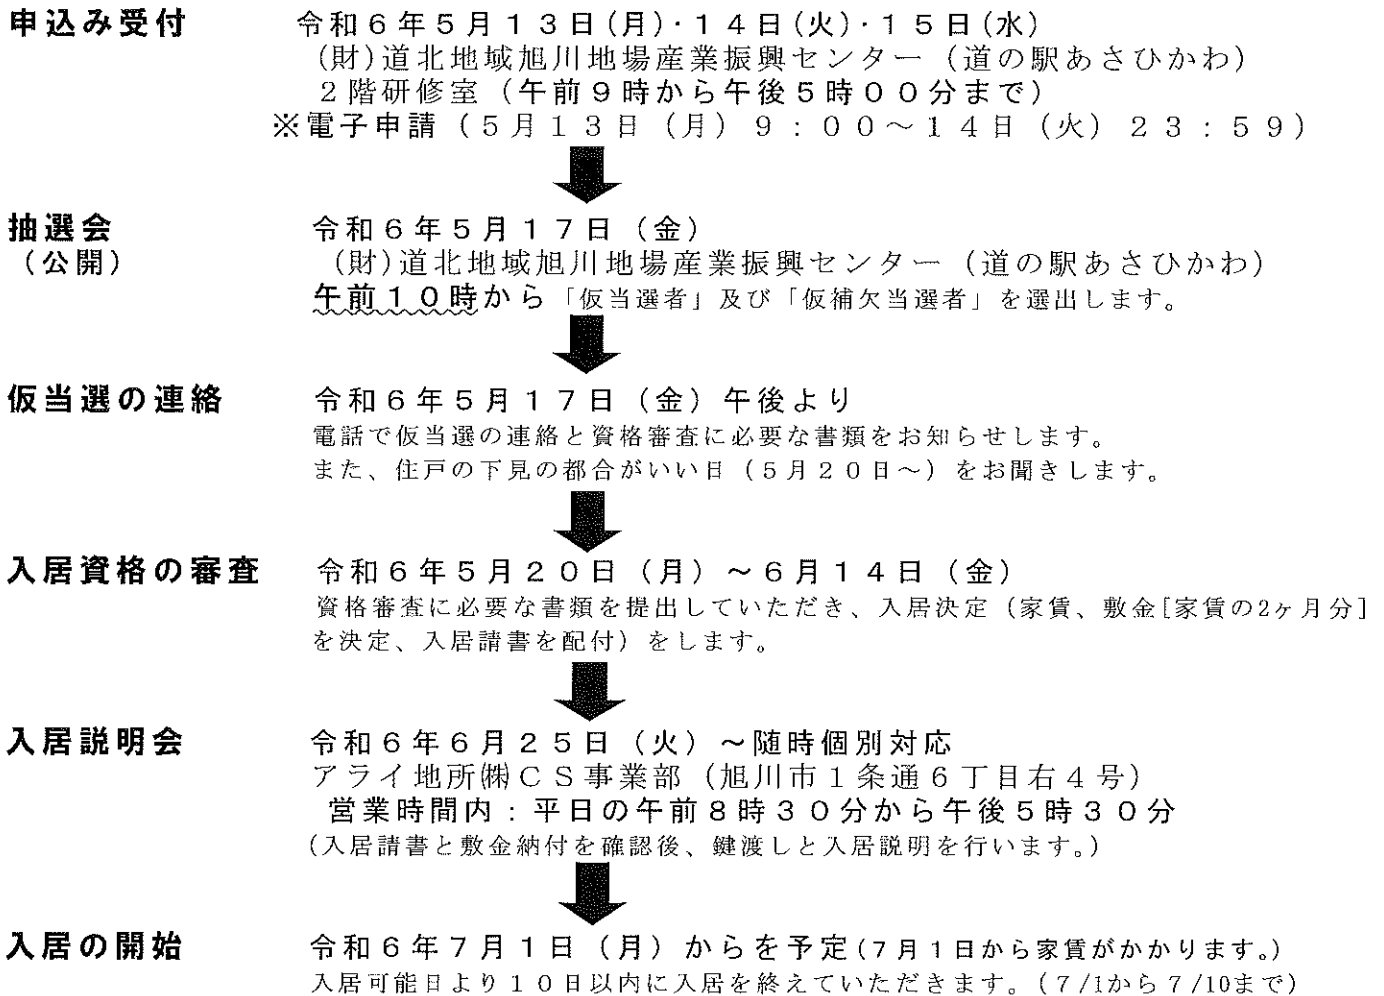 申込み受付　令和６年５月１３日(月)･１４日(火)･１５日(水)
(財)道北地域旭川地場産業振興センター（道の駅あさひかわ）
２階研修室（午前９時から午後５時００分まで）
※電子申請（５月１３日（月）９：００～１４日（火）２３：５９）
抽選会　令和６年５月１７日（金）
（公開）　(財)道北地域旭川地場産業振興センター（道の駅あさひかわ）
午前１０時から「仮当選者」及び「仮補欠当選者」を選出します。
仮当選の連絡　令和６年５月１７日（金）午後より
電話で仮当選の連絡と資格審査に必要な書類をお知らせします。
また、住戸の下見の都合がいい日（５月２０日～）をお聞きします。
入居資格の審査　令和６年５月２０日（月）～６月１４日（金）
資格審査に必要な書類を提出していただき、入居決定（家賃、敷金[家賃の2ヶ月分]
を決定、入居請書を配付）をします。
入居説明会　令和６年６月２５日（火）～随時個別対応
アライ地所㈱ＣＳ事業部（旭川市１条通６丁目右４号）
営業時間内：平日の午前８時３０分から午後５時３０分
(入居請書と敷金納付を確認後、鍵渡しと入居説明を行います。)
入居の開始　令和６年７月１日（月）からを予定(７月１日から家賃がかかります。)
入居可能日より１０日以内に入居を終えていただきます。(７/1から７/10まで)